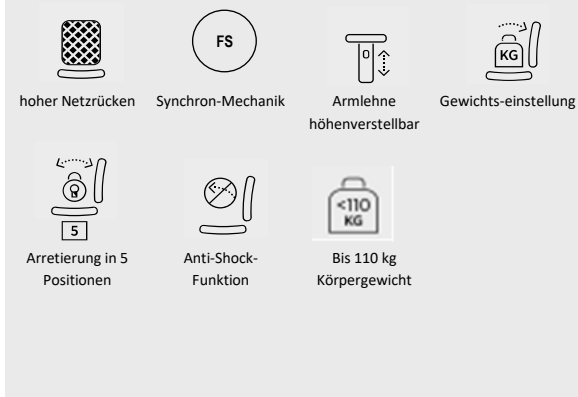 FS
KG
hoher Netzrücken
Synchron-Mechanik
Armlehne
höhenverstellbar
Gewichts-einstellung
5
<110
KG
Arretierung in 5
Positionen
Anti-Shock-
Funktion
Bis 110 kg
Körpergewicht